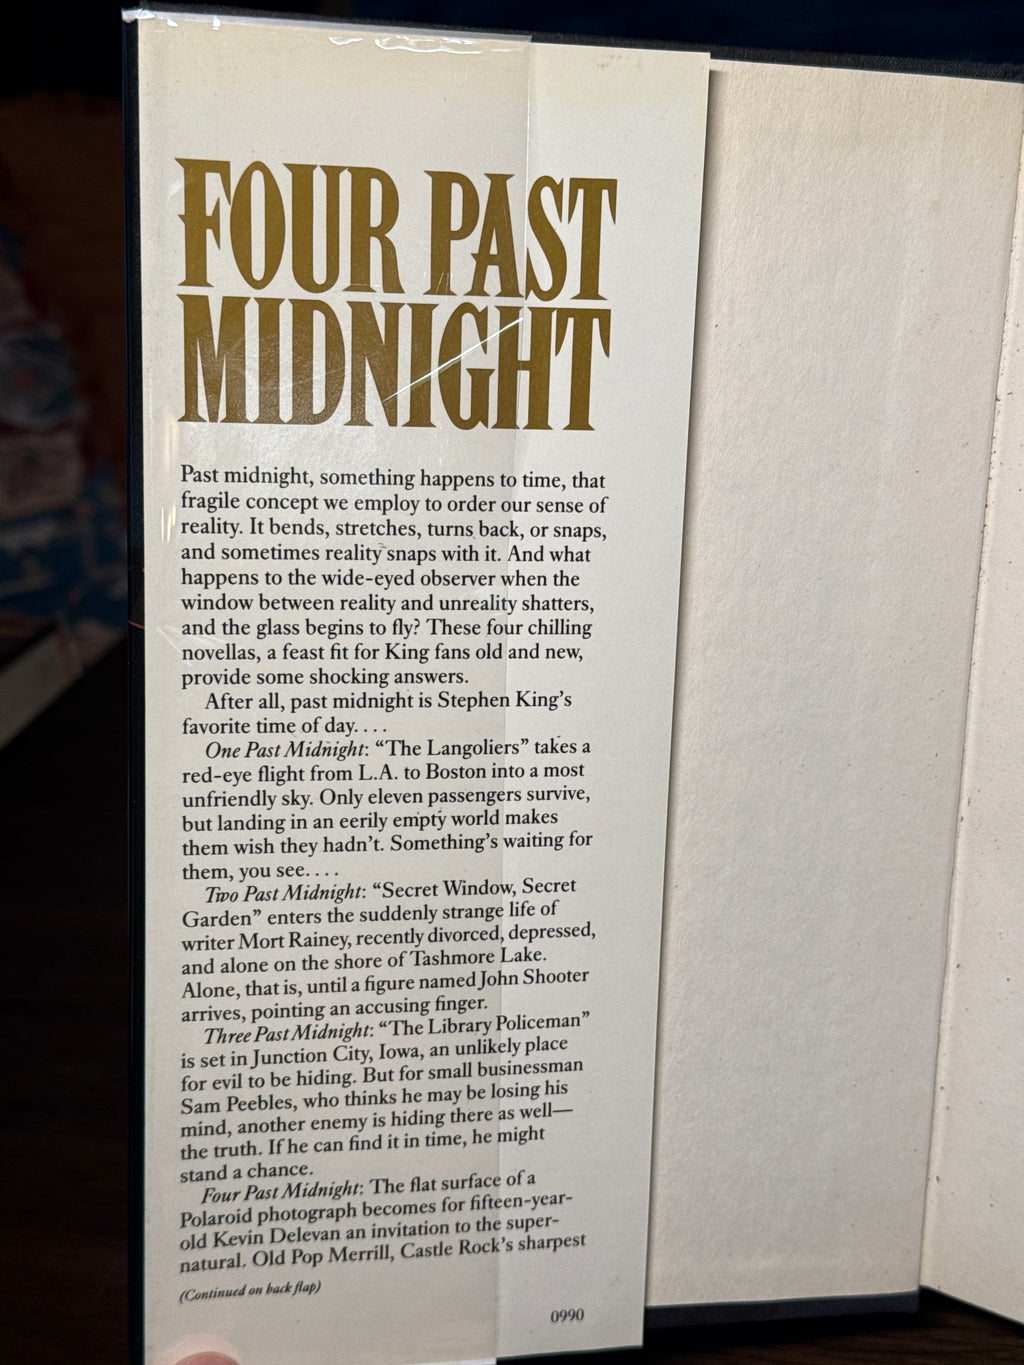 FOUR PAST
MIDNIGHT
Past midnight, something happens to time, that
fragile concept we employ to order our sense of
reality. It bends, stretches, turns back, or snaps,
and sometimes reality snaps with it. And what
happens to the wide-eyed observer when the
window between reality and unreality shatters,
and the glass begins to fly? These four chilling
novellas, a feast fit for King fans old and new,
provide some shocking answers.
After all, past midnight is Stephen King's
favorite time of day. . . .
One Past Midnight: “The Langoliers” takes a
red-eye flight from L.A. to Boston into a most
unfriendly sky. Only eleven passengers survive,
but landing in an eerily empty world makes
them wish they hadn't. Something's waiting for
them, you see. . . .
Two Past Midnight: “Secret Window, Secret
Garden” enters the suddenly strange life of
writer Mort Rainey, recently divorced, depressed,
and alone on the shore of Tashmore Lake.
Alone, that is, until a figure named John Shooter
arrives, pointing an accusing finger.
Three Past Midnight: “The Library Policeman”
is set in Junction City, Iowa, an unlikely place
for evil to be hiding. But for small businessman
Sam Peebles, who thinks he may be losing his
mind, another enemy is hiding there as well—
the truth. If he can find it in time, he might
stand a chance.
Four Past Midnight: The flat surface of a
Polaroid photograph becomes for fifteen-year-
old Kevin Delevan an invitation to the super-
natural. Old Pop Merrill, Castle Rock's sharpest
(Continued on back flap)
0990